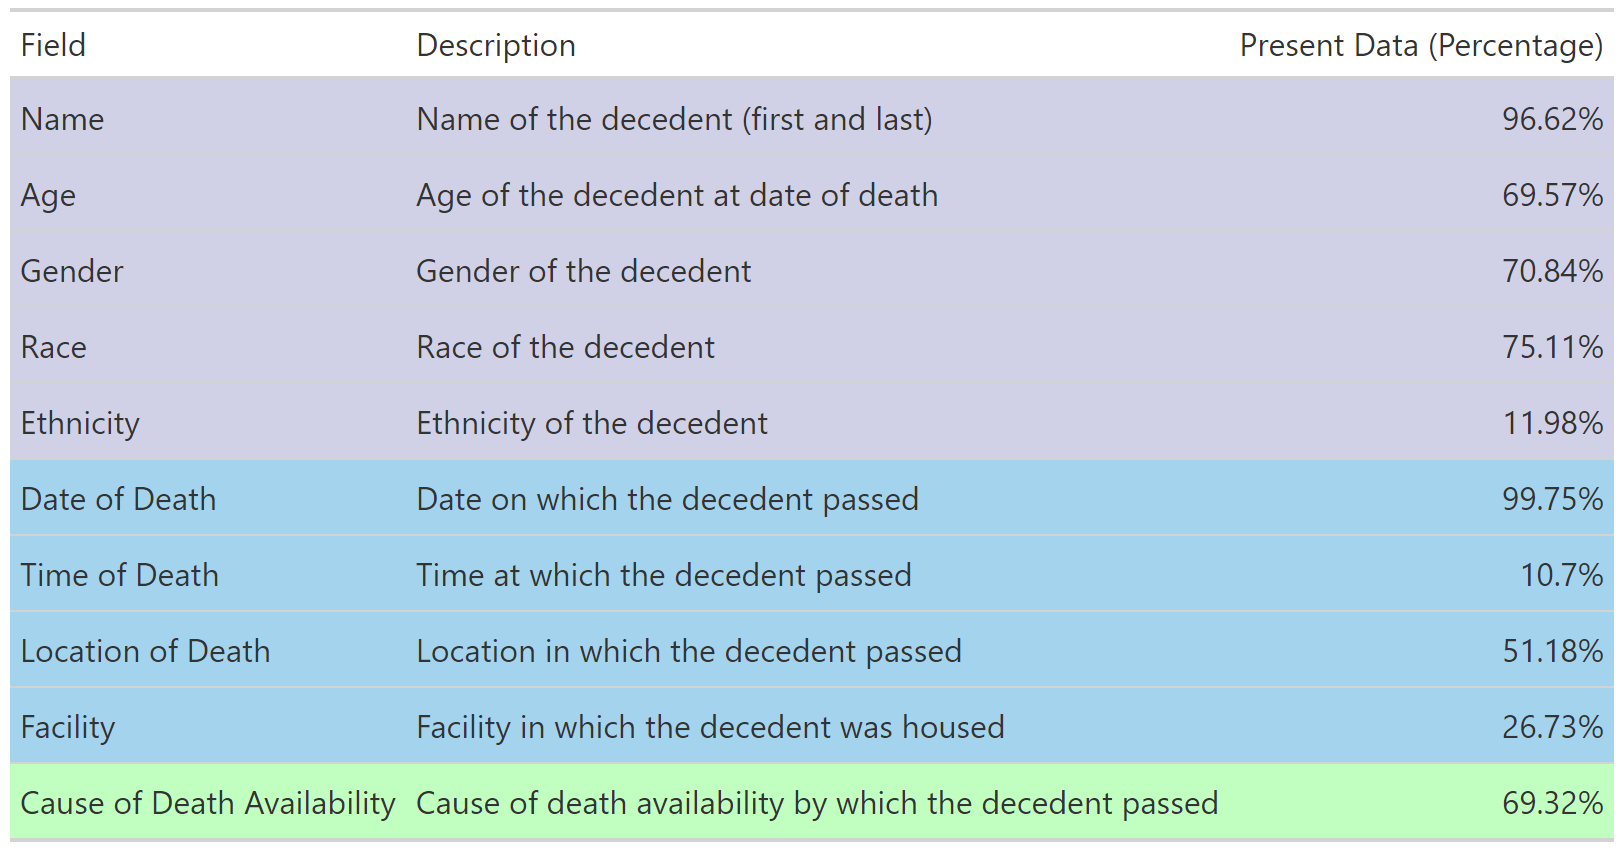 Field Description Present Data (Percentage)
Name Name of the decedent (first and last) 96.62%
Age Age of the decedent at date of death 69.57%
Gender Gender of the decedent 70.84%
Race Race of the decedent 75.11%
Ethnicity Ethnicity of the decedent 11.98%
Date of Death Date on which the decedent passed 99.75%
Time of Death Time at which the decedent passed 10.7%
Location of Death Location in which the decedent passed 51.18%
Facility Facility in which the decedent was housed 26.73%
Cause of Death Availability Cause of death availability by which the decedent passed 69.32%